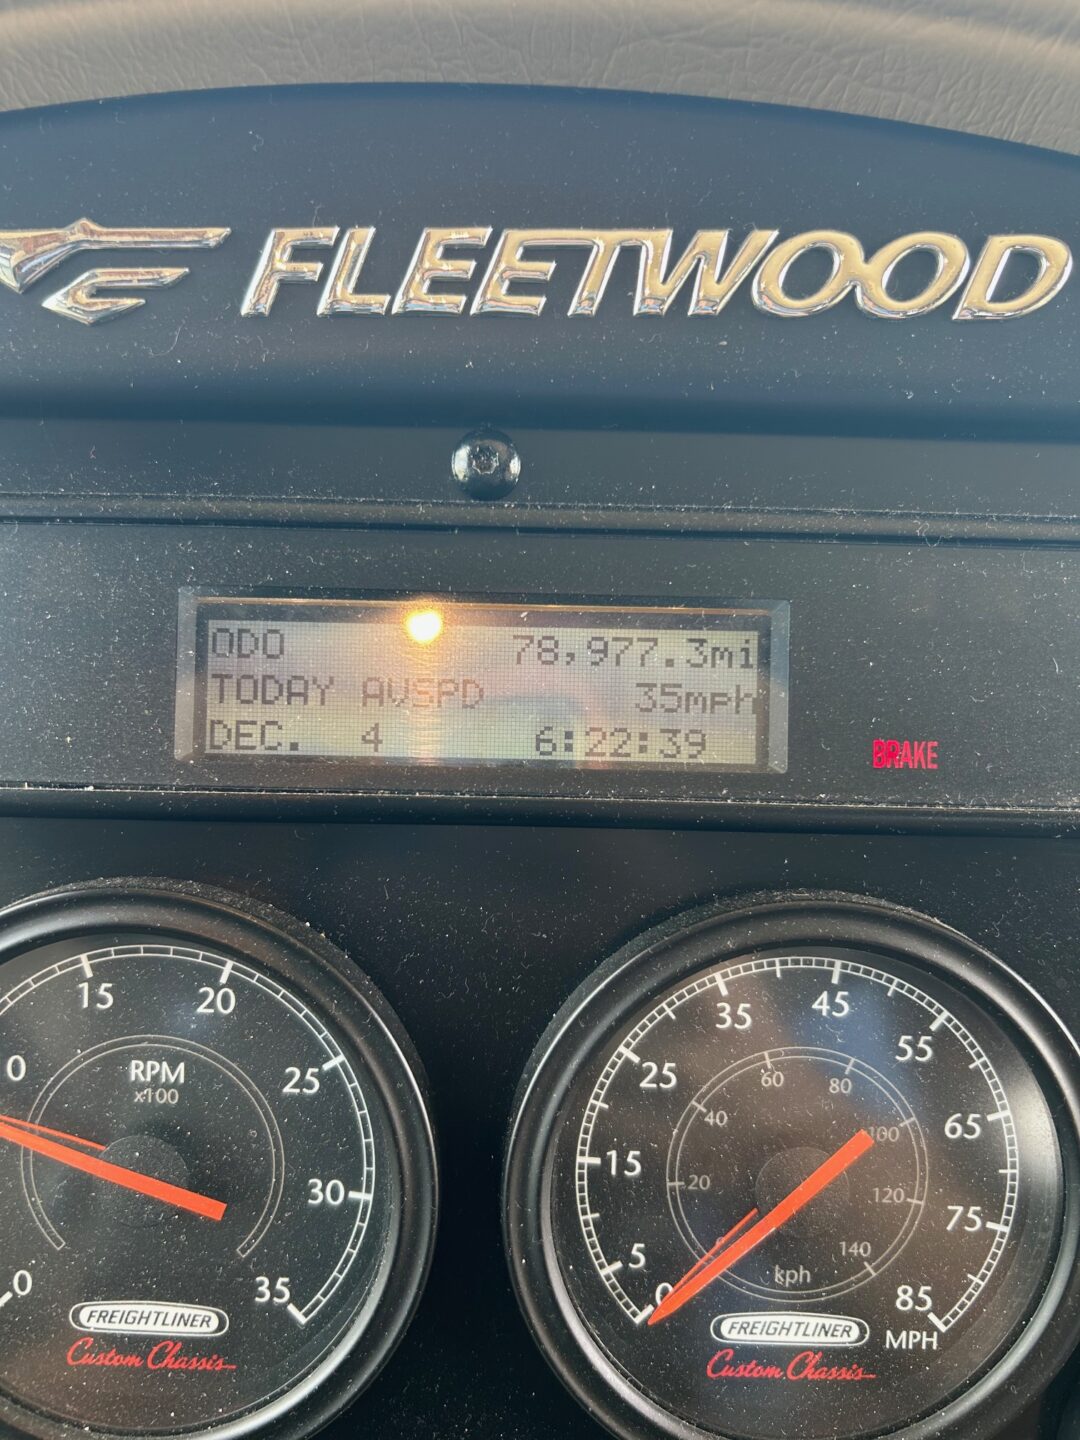 FLEETWOOD
ODO 78,977.3mi
TODAY AVSPD 35mph
DEC. 4 6:22:39
BRAKE
0
0
15
20
25
30
35
RPM
x100
FREIGHTLINER
Custom Chassis
0
5
15
25
35
45
55
65
75
85
MPH
20
40
60
80
100
120
140
kph
FREIGHTLINER
Custom Chassis